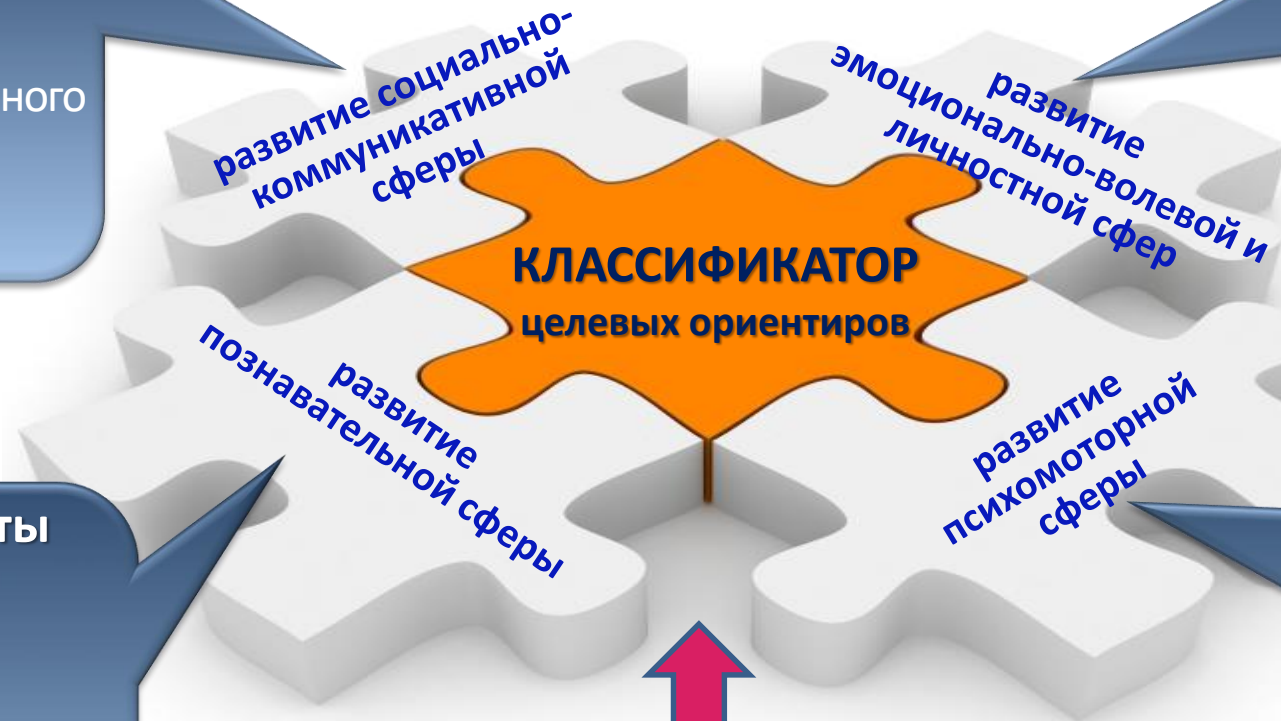 ного
развитие социально-
коммуникативной
сферы
развитие
эмоционально-волевой и
личностной сфер
КЛАССИФИКАТОР
целевых ориентиров
развитие
познавательной сферы
развитие
психомоторной
сферы
ты